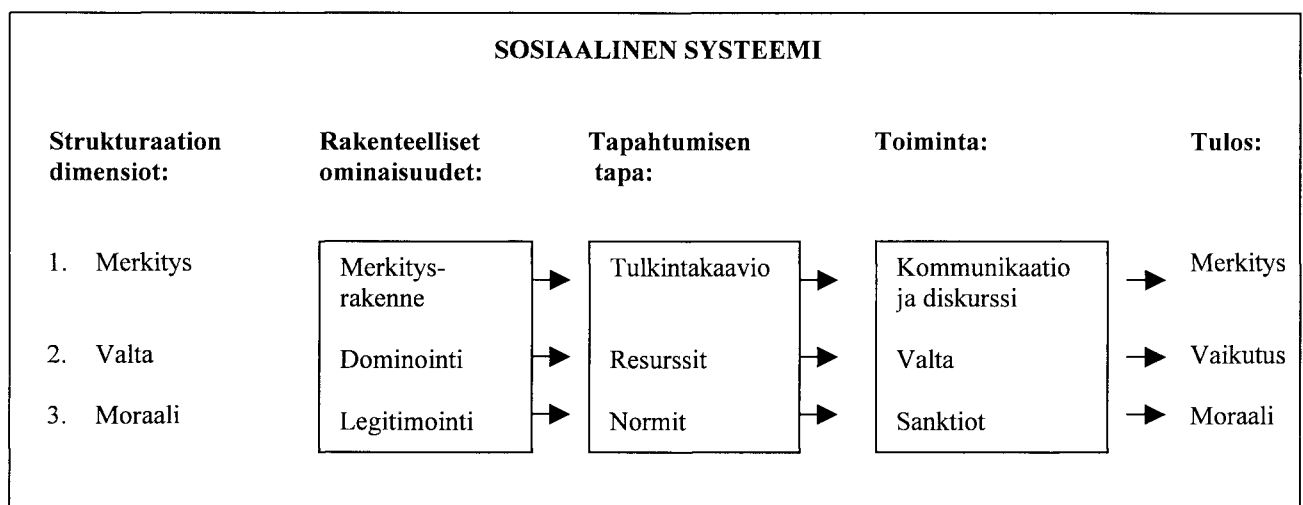 SOSIAALINEN SYSTEEMI
Strukturaation Rakenteelliset Tapahtumisen Toiminta: Tulos:
dimensiot: ominaisuudet: tapa:
1. Merkitys Merkitys- Tulkintakaavio Kommunikaatio Merkitys
rakenne ja diskurssi
2. Valta Dominointi Resurssit Valta Vaikutus
3. Moraali Legitimointi Normit Sanktiot Moraali